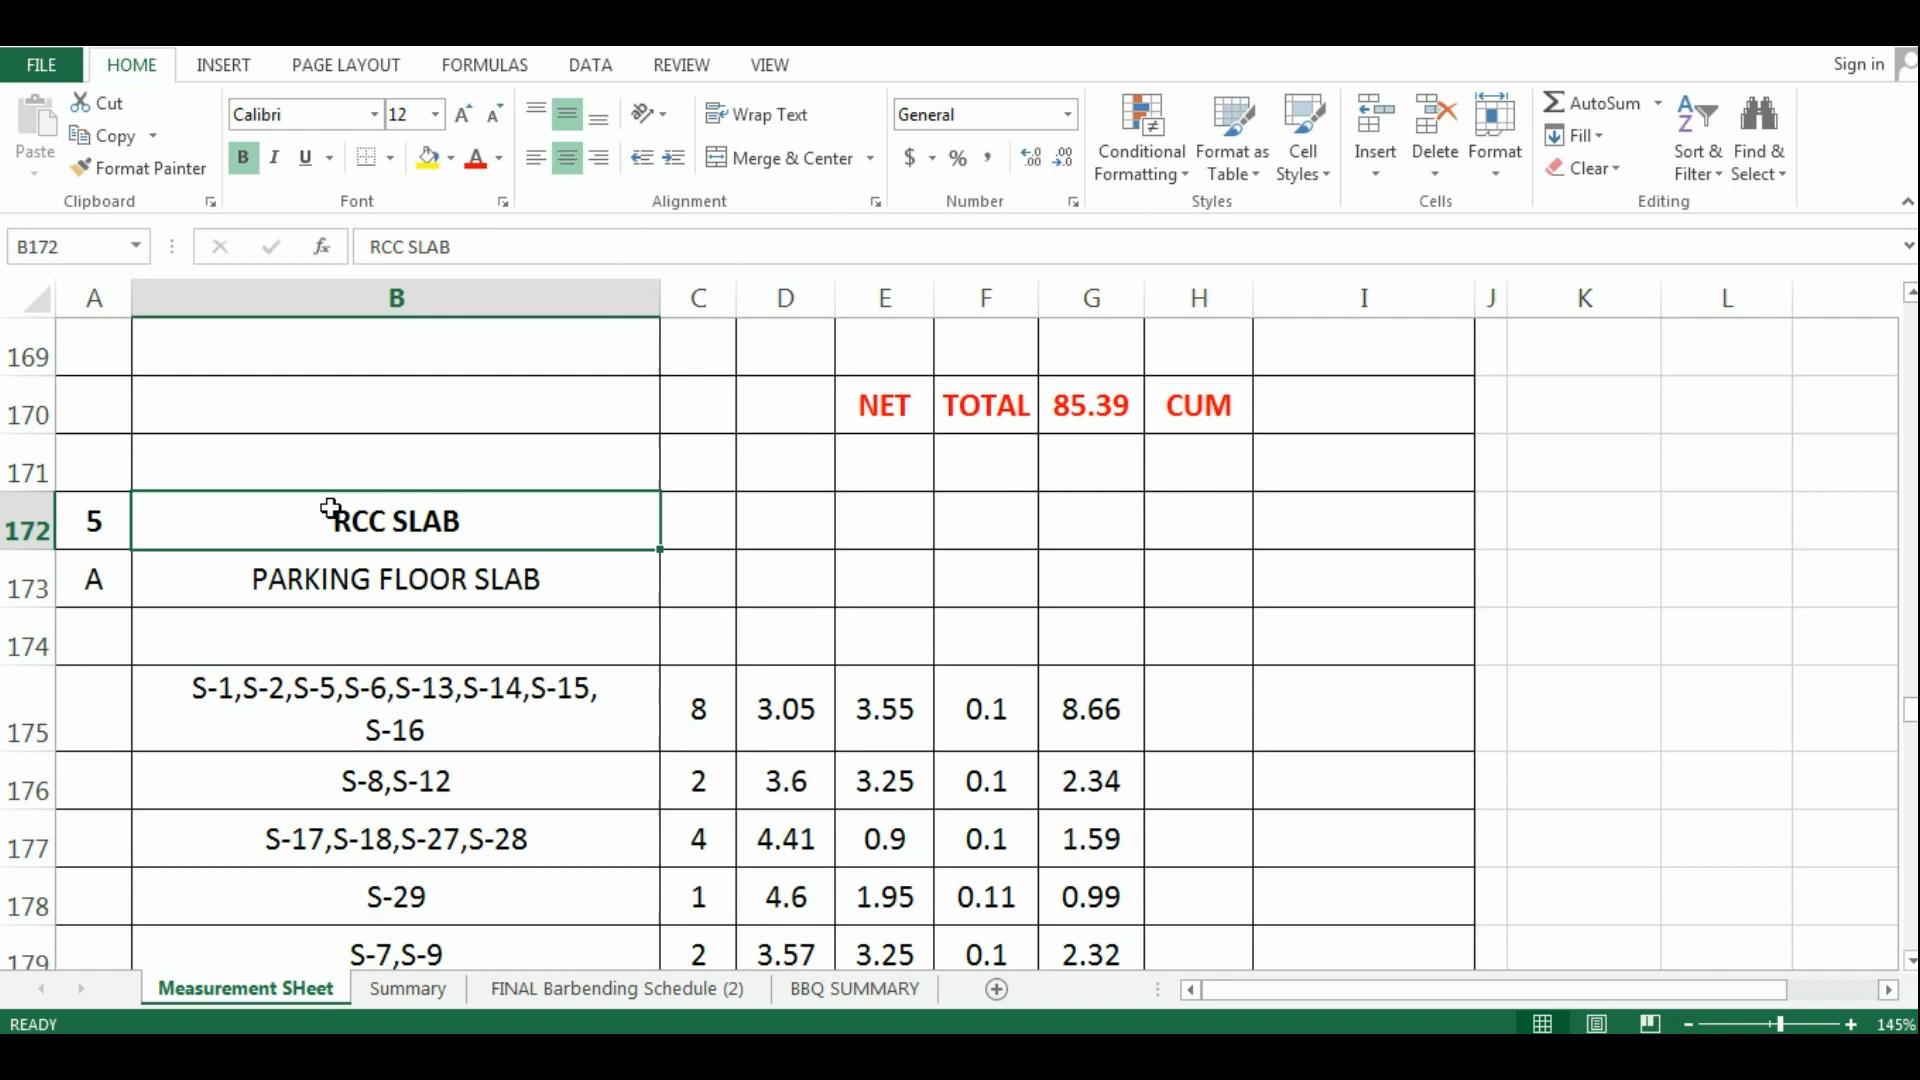 FILE HOME INSERT PAGE LAYOUT FORMULAS DATA REVIEW VIEW Sign in
Paste Cut Copy Format Painter
Calibri 12 A A
B I U A
Wrap Text
Merge & Center
General
$ % , .00 .0
Conditional Formatting Format as Table Cell Styles
Insert Delete Format
AutoSum Fill Clear
Sort & Filter Find & Select
Clipboard Font Alignment Number Styles Cells Editing
B172 fx RCC SLAB
A B C D E F G H I J K L
169
170 NET TOTAL 85.39 CUM
171
172 5 RCC SLAB
173 A PARKING FLOOR SLAB
174
175 S-1,S-2,S-5,S-6,S-13,S-14,S-15,
S-16 8 3.05 3.55 0.1 8.66
176 S-8,S-12 2 3.6 3.25 0.1 2.34
177 S-17,S-18,S-27,S-28 4 4.41 0.9 0.1 1.59
178 S-29 1 4.6 1.95 0.11 0.99
179 S-7,S-9 2 3.57 3.25 0.1 2.32
Measurement SHeet Summary FINAL Barbending Schedule (2) BBQ SUMMARY
READY 145%